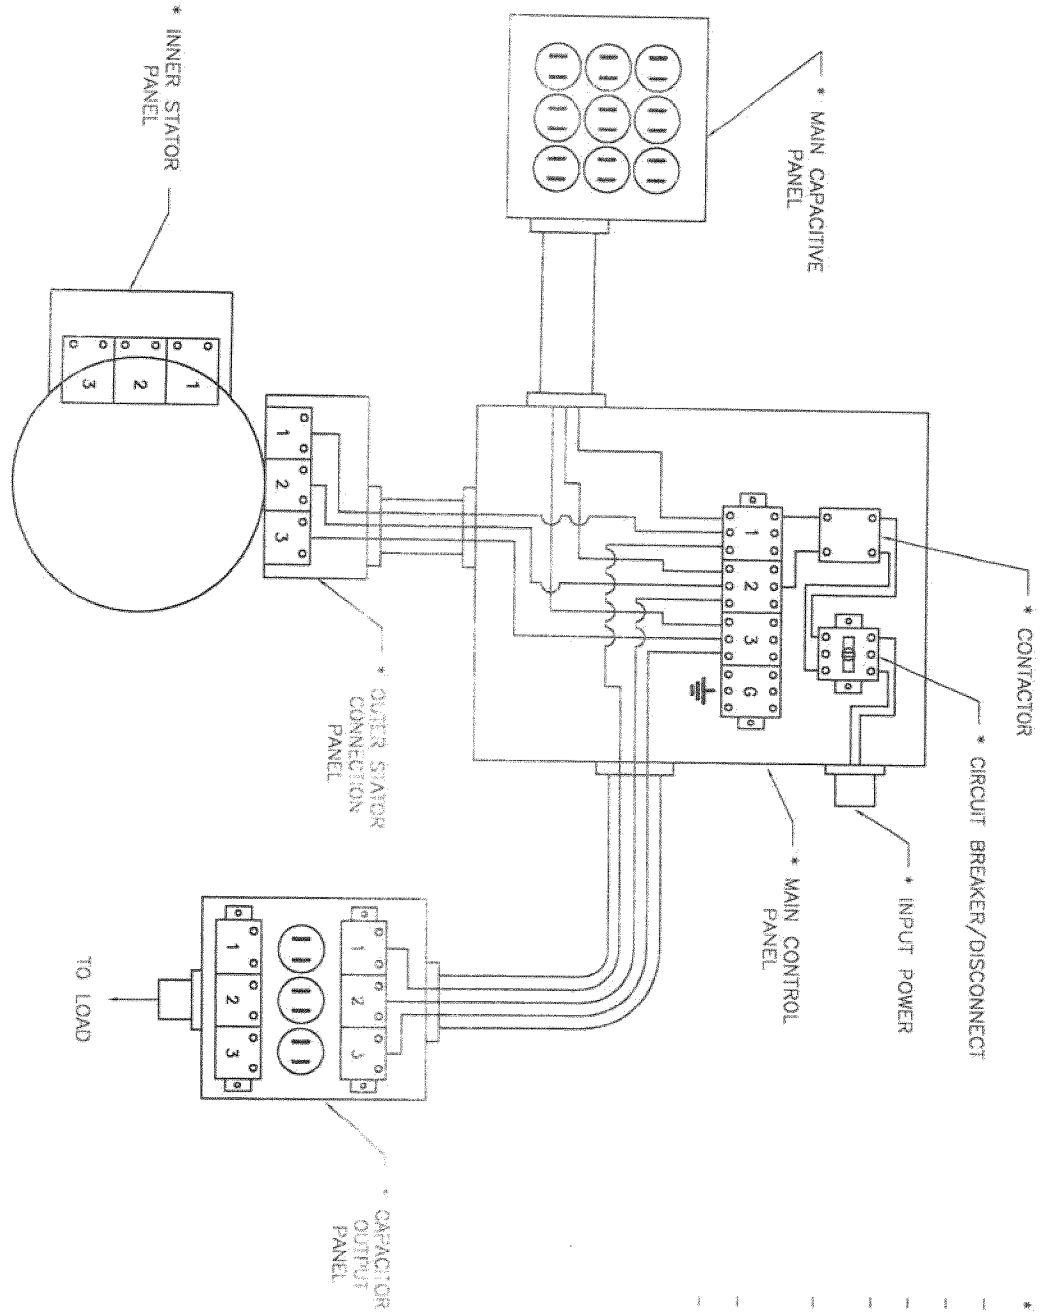 * INNER STATOR
PANEL
* MAIN CAPACITIVE
PANEL
* CONTACTOR
* CIRCUIT BREAKER/DISCONNECT
* INPUT POWER
* MAIN CONTROL
PANEL
* OUTER STATOR
CONNECTION
PANEL
* CAPACITOR
OUTPUT
PANEL
TO LOAD
1
2
3
1
2
3
1
2
3
G
1
2
3
1
2
3
*